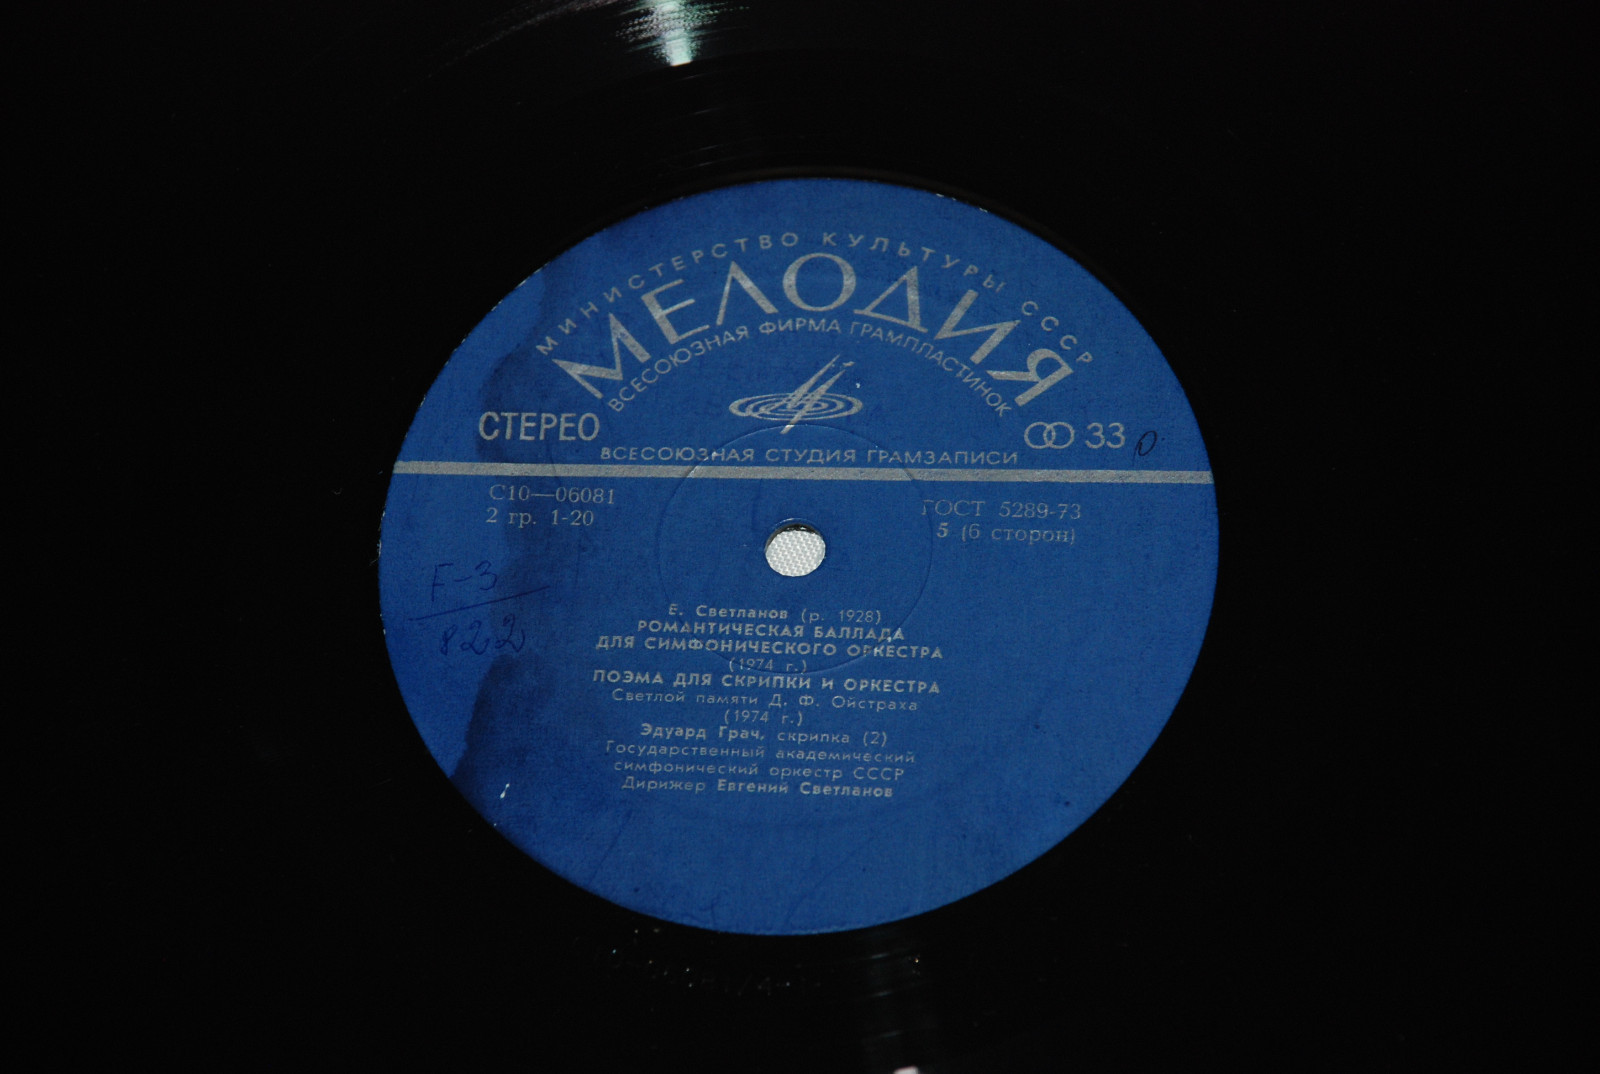 МИНИСТЕРСТВО КУЛЬТУРЫ СССР
МЕЛОДИЯ
ВСЕСОЮЗНАЯ ФИРМА ГРАМПЛАСТИНОК
СТЕРЕО
33
0
ВСЕСОЮЗНАЯ СТУДИЯ ГРАМЗАПИСИ
С10—06081
2 гр. 1-20
ГОСТ 5289-73
5 (6 сторон)
F-3
822
Е. Светланов (р. 1928)
РОМАНТИЧЕСКАЯ БАЛЛАДА
ДЛЯ СИМФОНИЧЕСКОГО ОРКЕСТРА
(1974 г.)
ПОЭМА ДЛЯ СКРИПКИ И ОРКЕСТРА
Светлой памяти Д. Ф. Ойстраха
(1974 г.)
Эдуард Грач, скрипка (2)
Государственный академический
симфонический оркестр СССР
Дирижер Евгений Светланов